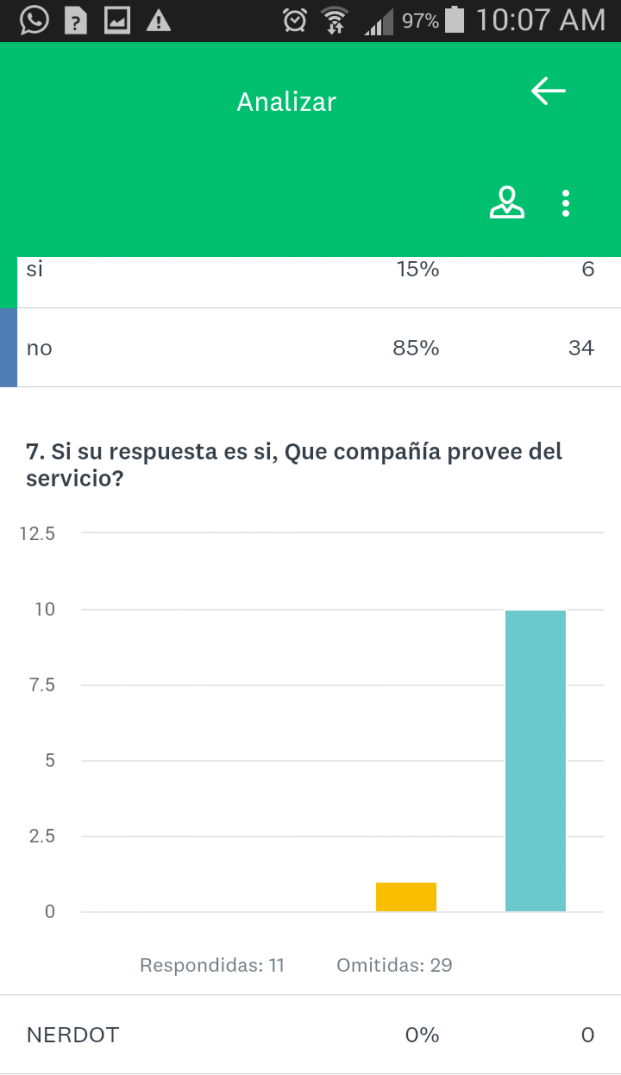 97% 10:07 AM
Analizar
si 15% 6
no 85% 34
7. Si su respuesta es si, Que compañía provee del
servicio?
12.5
10
7.5
5
2.5
0
Respondidas: 11 Omitidas: 29
NERDOT 0% 0